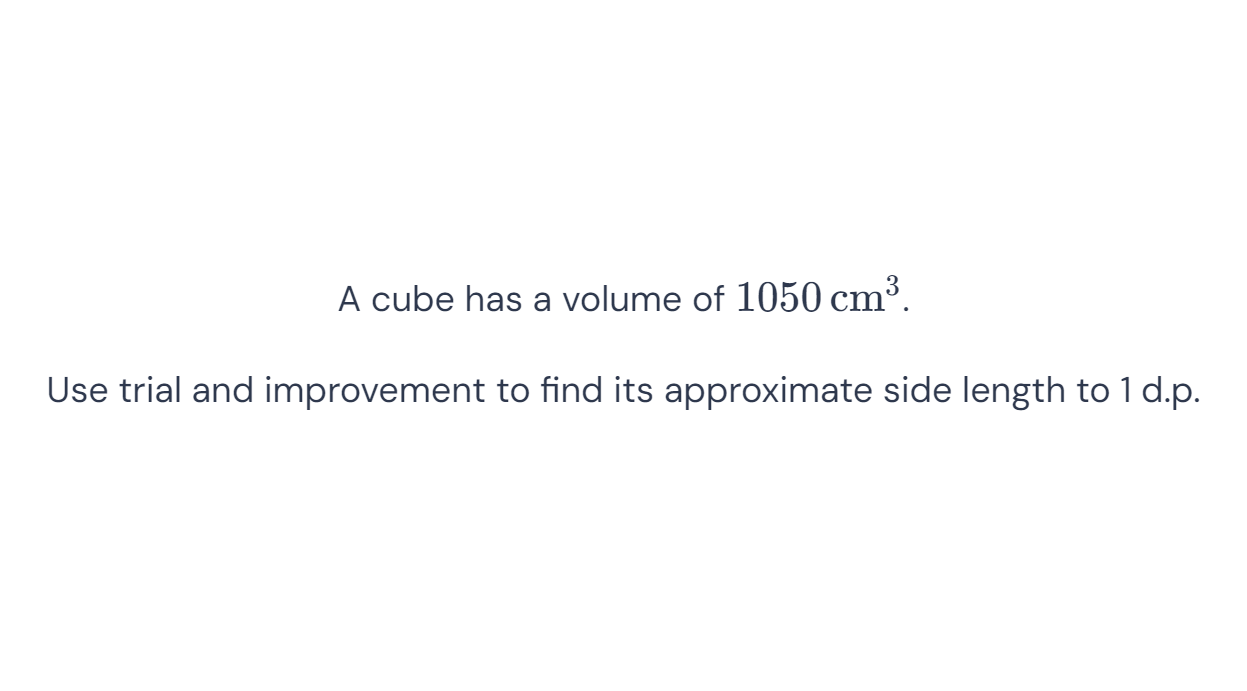 A cube has a volume of 1050 cm³.
Use trial and improvement to find its approximate side length to 1 d.p.